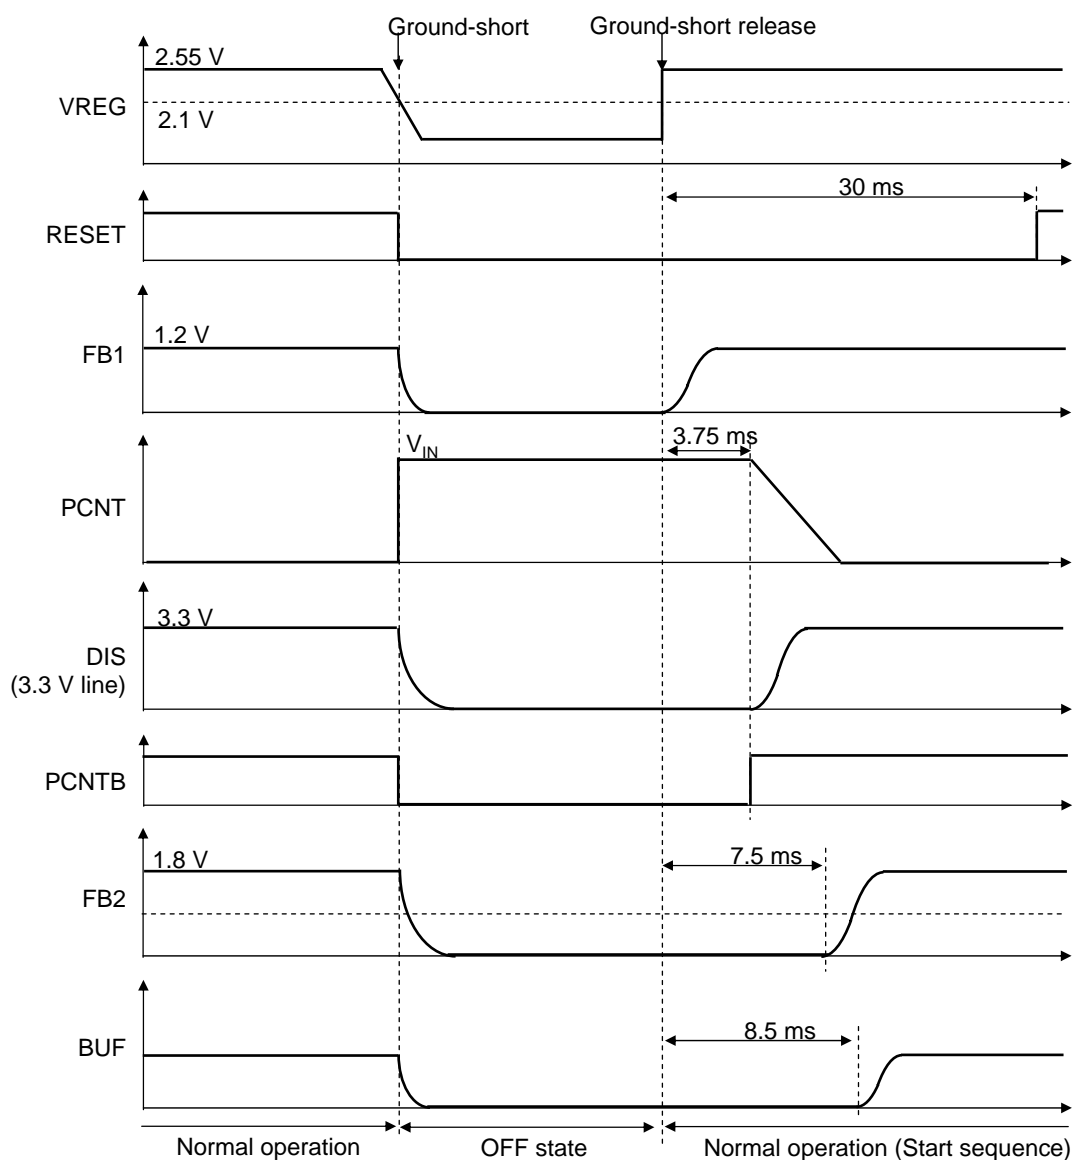 Ground-short
Ground-short release
2.55 V
VREG
2.1 V
30 ms
RESET
1.2 V
FB1
VIN
3.75 ms
PCNT
3.3 V
DIS
(3.3 V line)
PCNTB
1.8 V
7.5 ms
FB2
8.5 ms
BUF
Normal operation
OFF state
Normal operation (Start sequence)